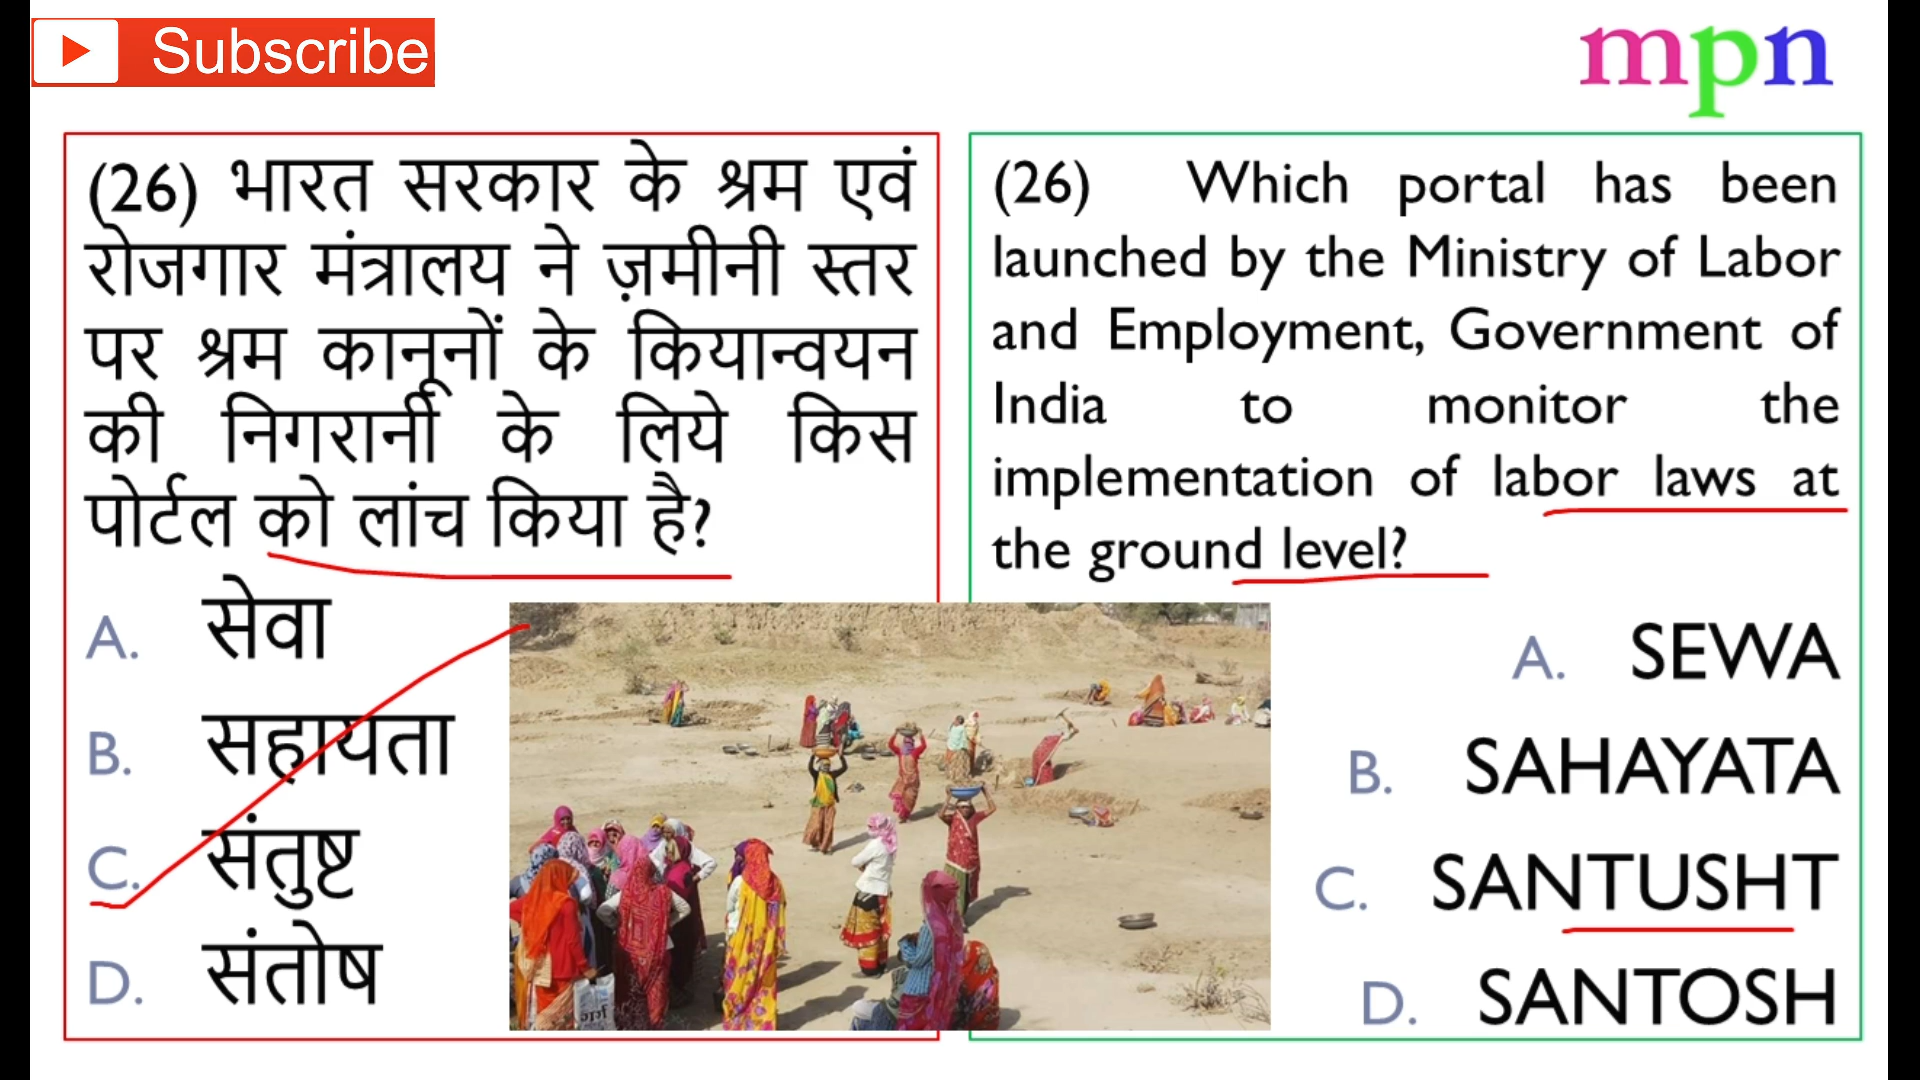 Subscribe
mpn
(26) भारत सरकार के श्रम एवं
रोजगार मंत्रालय ने ज़मीनी स्तर
पर श्रम कानूनों के कियान्वयन
की निगरानी के लिये किस
पोर्टल को लांच किया है?
A. सेवा
B. सहायता
C. संतुष्ट
D. संतोष
(26) Which portal has been
launched by the Ministry of Labor
and Employment, Government of
India to monitor the
implementation of labor laws at
the ground level?
A. SEWA
B. SAHAYATA
C. SANTUSHT
D. SANTOSH